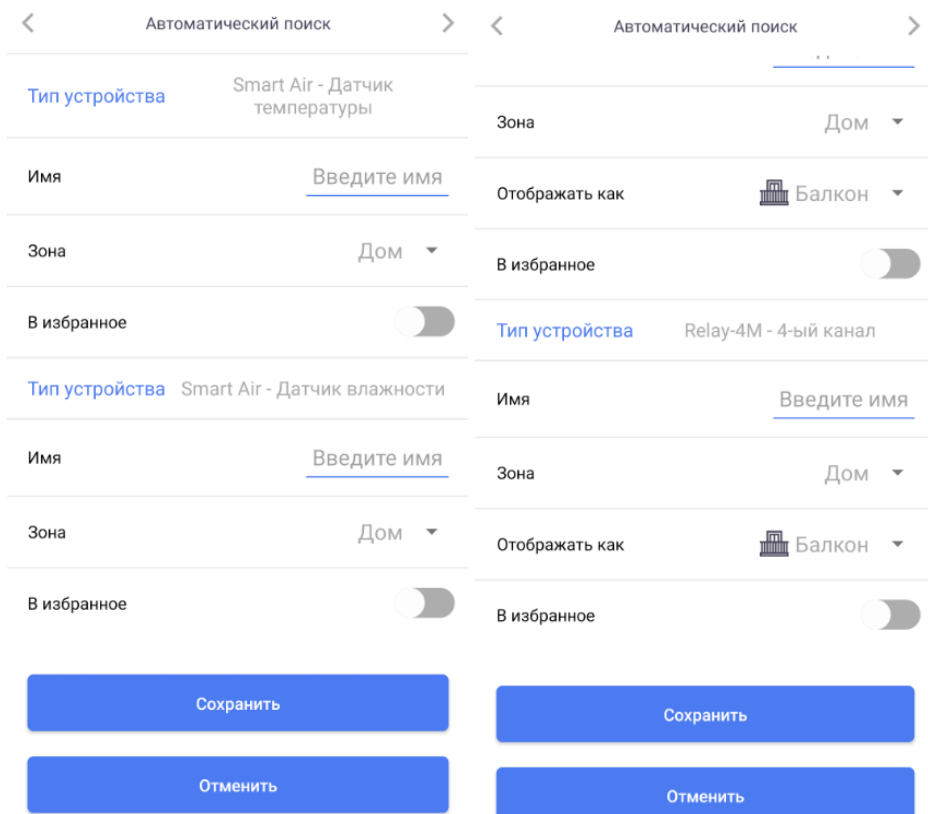 Автоматический поиск
Тип устройства Smart Air - Датчик
температуры
Имя Введите имя
Зона Дом
В избранное
Тип устройства Smart Air - Датчик влажности
Имя Введите имя
Зона Дом
В избранное
Сохранить
Отменить
Автоматический поиск
Зона Дом
Отображать как Балкон
В избранное
Тип устройства Relay-4M - 4-ый канал
Имя Введите имя
Зона Дом
Отображать как Балкон
В избранное
Сохранить
Отменить